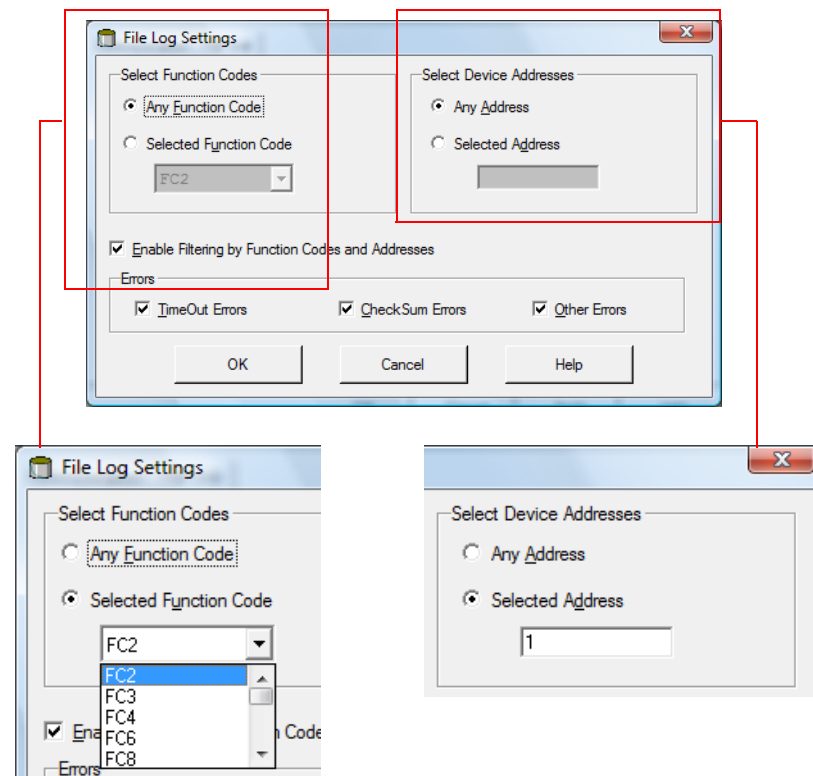 File Log Settings
Select Function Codes
Any Function Code
Selected Function Code
FC2
Select Device Addresses
Any Address
Selected Address
Enable Filtering by Function Codes and Addresses
Errors
TimeOut Errors
CheckSum Errors
Other Errors
OK
Cancel
Help
File Log Settings
Select Function Codes
Any Function Code
Selected Function Code
FC2
FC2
FC3
FC4
FC6
FC8
Ena
Code
Errors
Select Device Addresses
Any Address
Selected Address
1